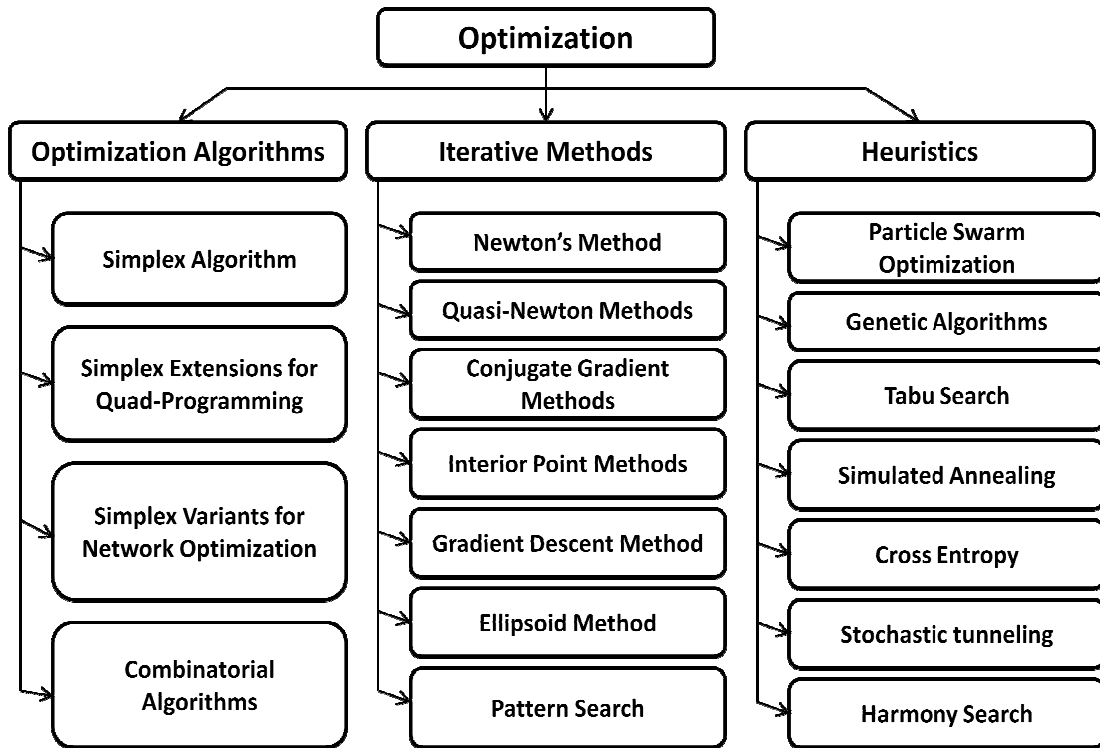 Optimization
Optimization Algorithms
Simplex Algorithm
Simplex Extensions for
Quad-Programming
Simplex Variants for
Network Optimization
Combinatorial
Algorithms
Iterative Methods
Newton's Method
Quasi-Newton Methods
Conjugate Gradient
Methods
Interior Point Methods
Gradient Descent Method
Ellipsoid Method
Pattern Search
Heuristics
Particle Swarm
Optimization
Genetic Algorithms
Tabu Search
Simulated Annealing
Cross Entropy
Stochastic tunneling
Harmony Search